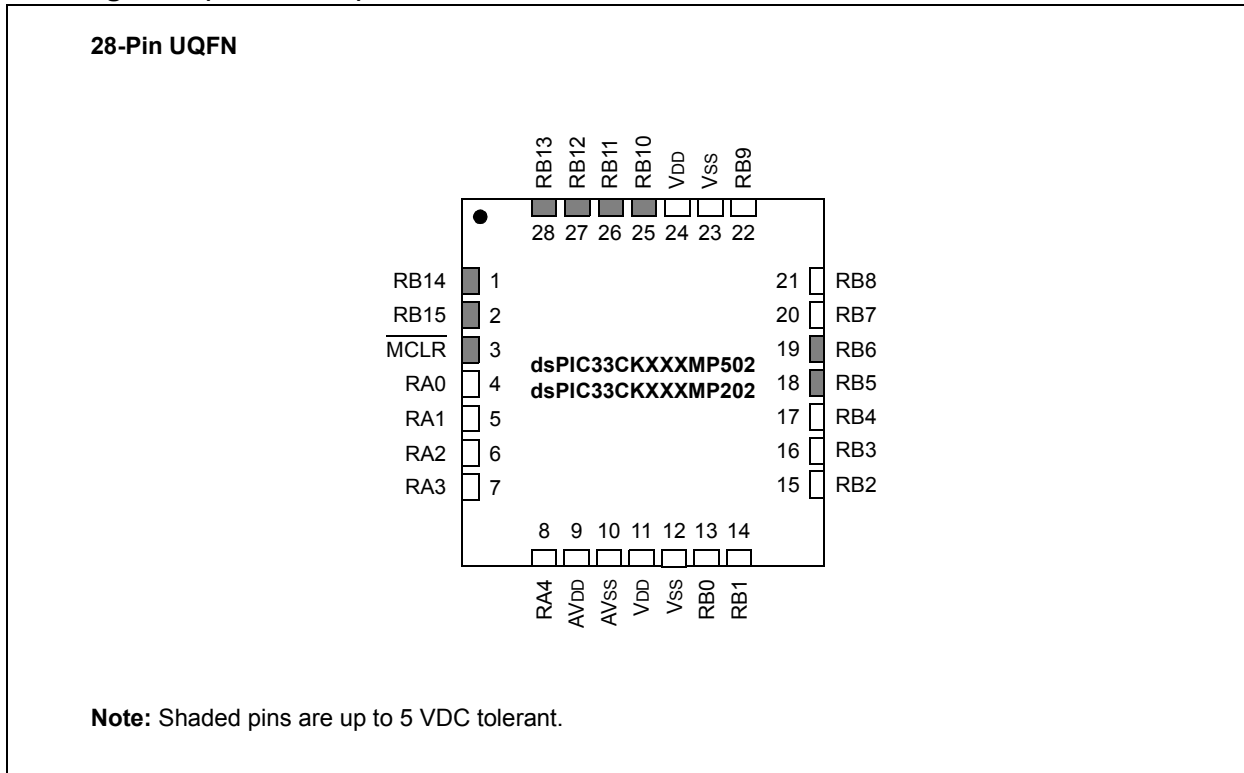 28-Pin UQFN
RB13 RB12 RB11 RB10 VDD VSS RB9
28 27 26 25 24 23 22
RB14 1
RB15 2
MCLR 3
RA0 4
RA1 5
RA2 6
RA3 7
dsPIC33CKXXXMP502
dsPIC33CKXXXMP202
21 RB8
20 RB7
19 RB6
18 RB5
17 RB4
16 RB3
15 RB2
8 9 10 11 12 13 14
RA4 AVDD AVSS VDD VSS RB0 RB1
Note: Shaded pins are up to 5 VDC tolerant.